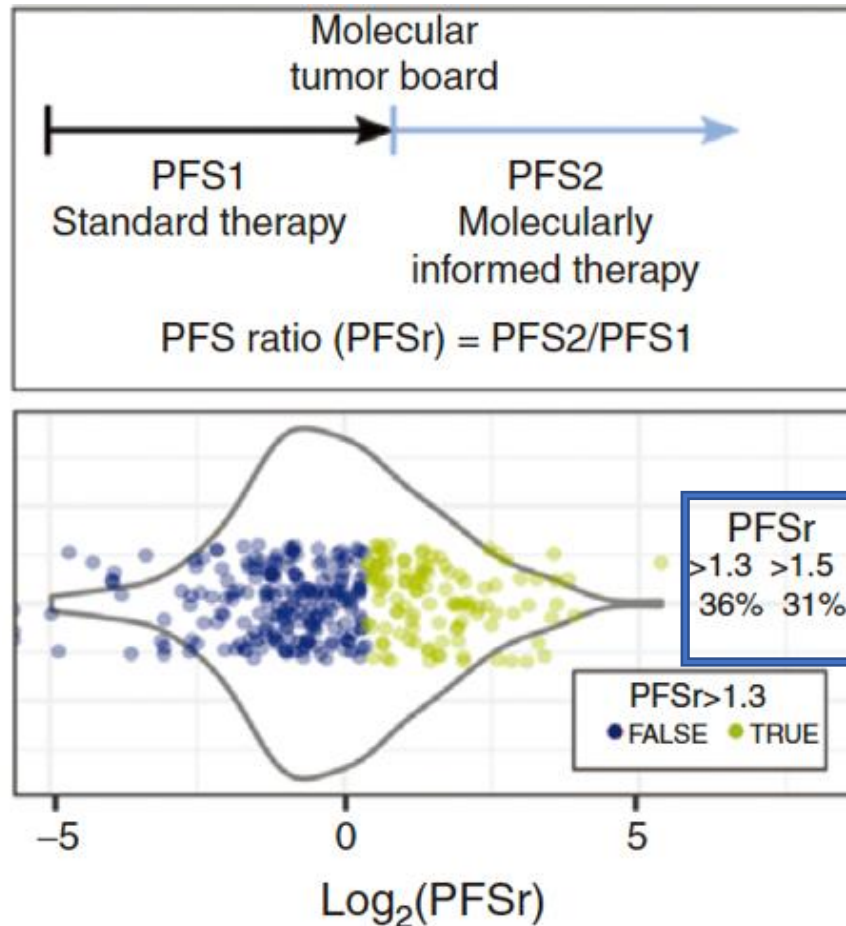 Molecular
tumor board
PFS1
PFS2
Standard therapy
Molecularly
informed therapy
PFS ratio (PFSr) = PFS2/PFS1
PFSr
>1.3 >1.5
36% 31%
PFSr>1.3
FALSE TRUE
−5 0 5
Log₂(PFSr)